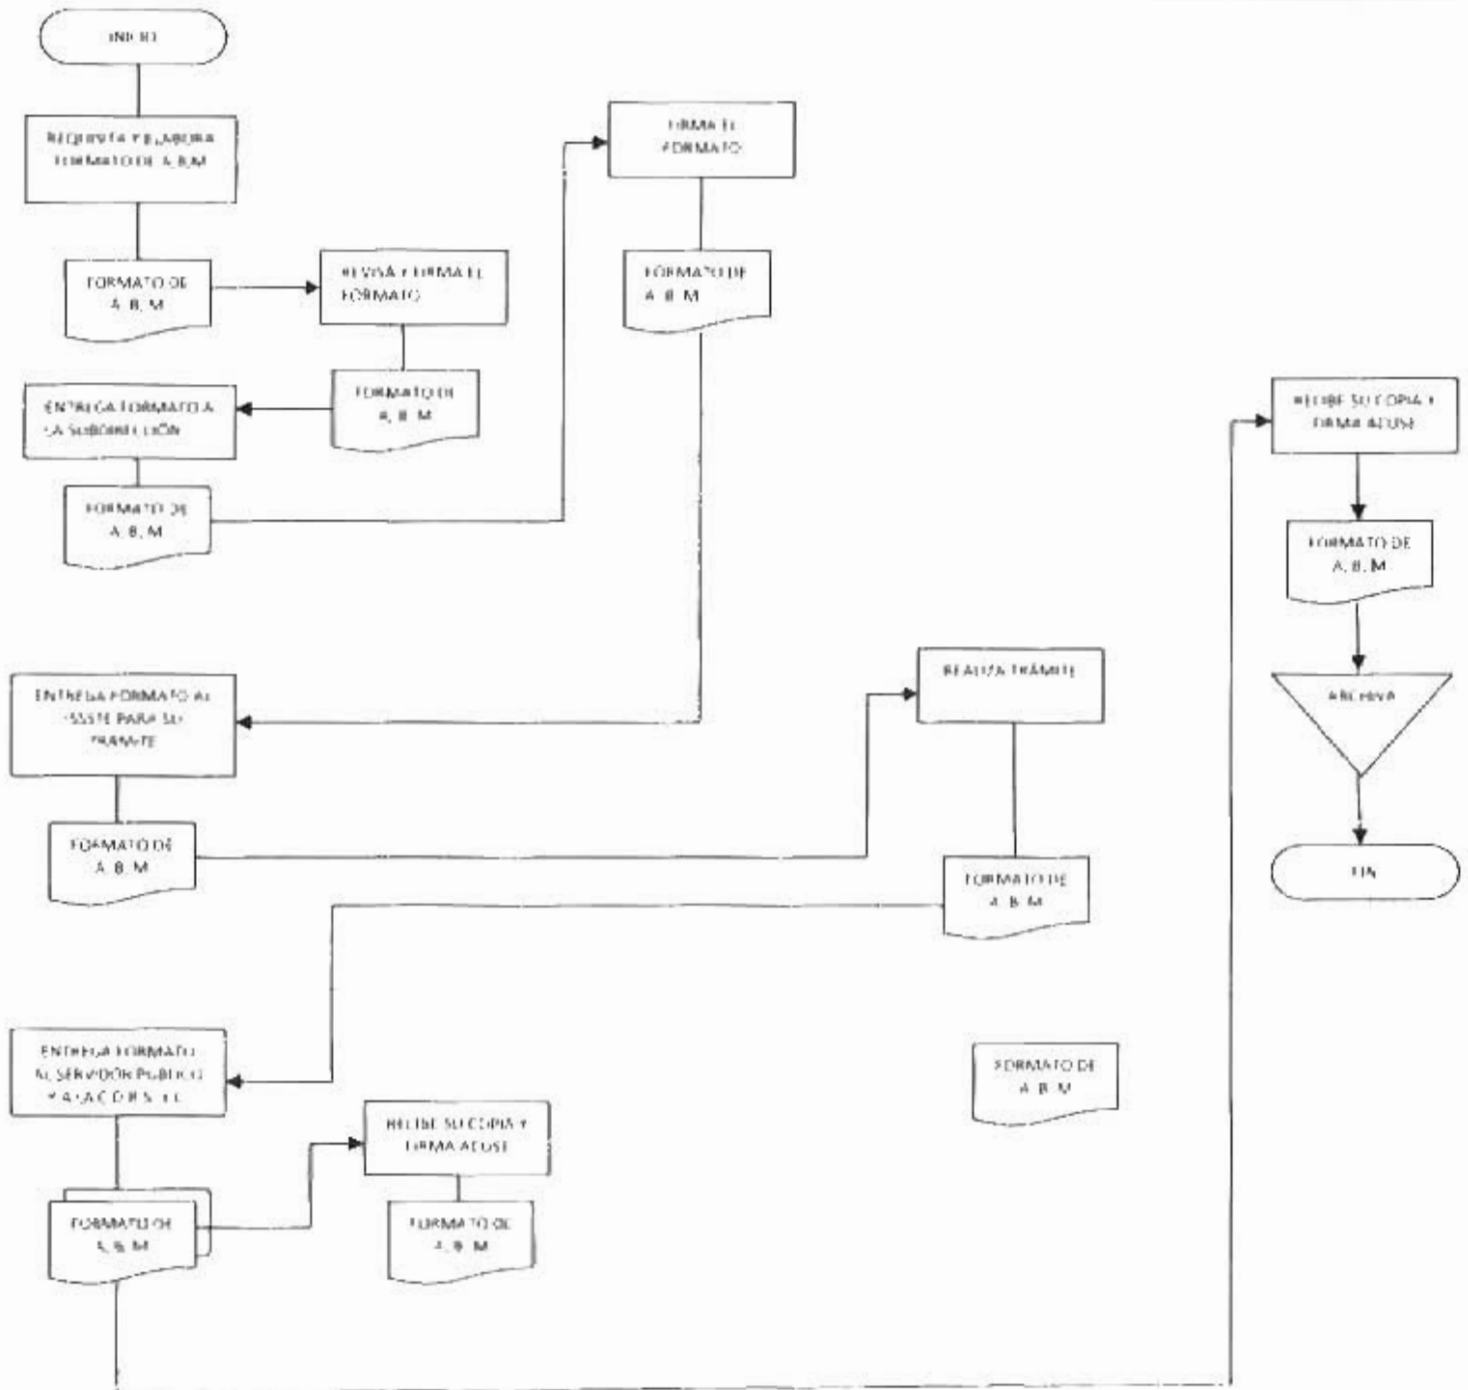 INICIO
REQUISITA Y ELABORA
FORMATO DE A,B,M
FORMATO DE
A, B, M
REVISA Y FIRMA EL
FORMATO
FORMATO DE
A, B, M
ENTREGA FORMATO A
LA SUBDIRECCIÓN
FORMATO DE
A, B, M
FIRMA EL
FORMATO
FORMATO DE
A, B, M
ENTREGA FORMATO AL
ISSSTE PARA SU
TRÁMITE
FORMATO DE
A, B, M
REALIZA TRÁMITE
FORMATO DE
A, B, M
ENTREGA FORMATO
AL SERVIDOR PÚBLICO
Y A LA
FORMATO DE
A, B, M
RECIBE SU COPIA Y
FIRMA ACUSE
FORMATO DE
A, B, M
FORMATO DE
A, B, M
RECIBE SU COPIA Y
FIRMA ACUSE
FORMATO DE
A, B, M
ARCHIVA
FIN